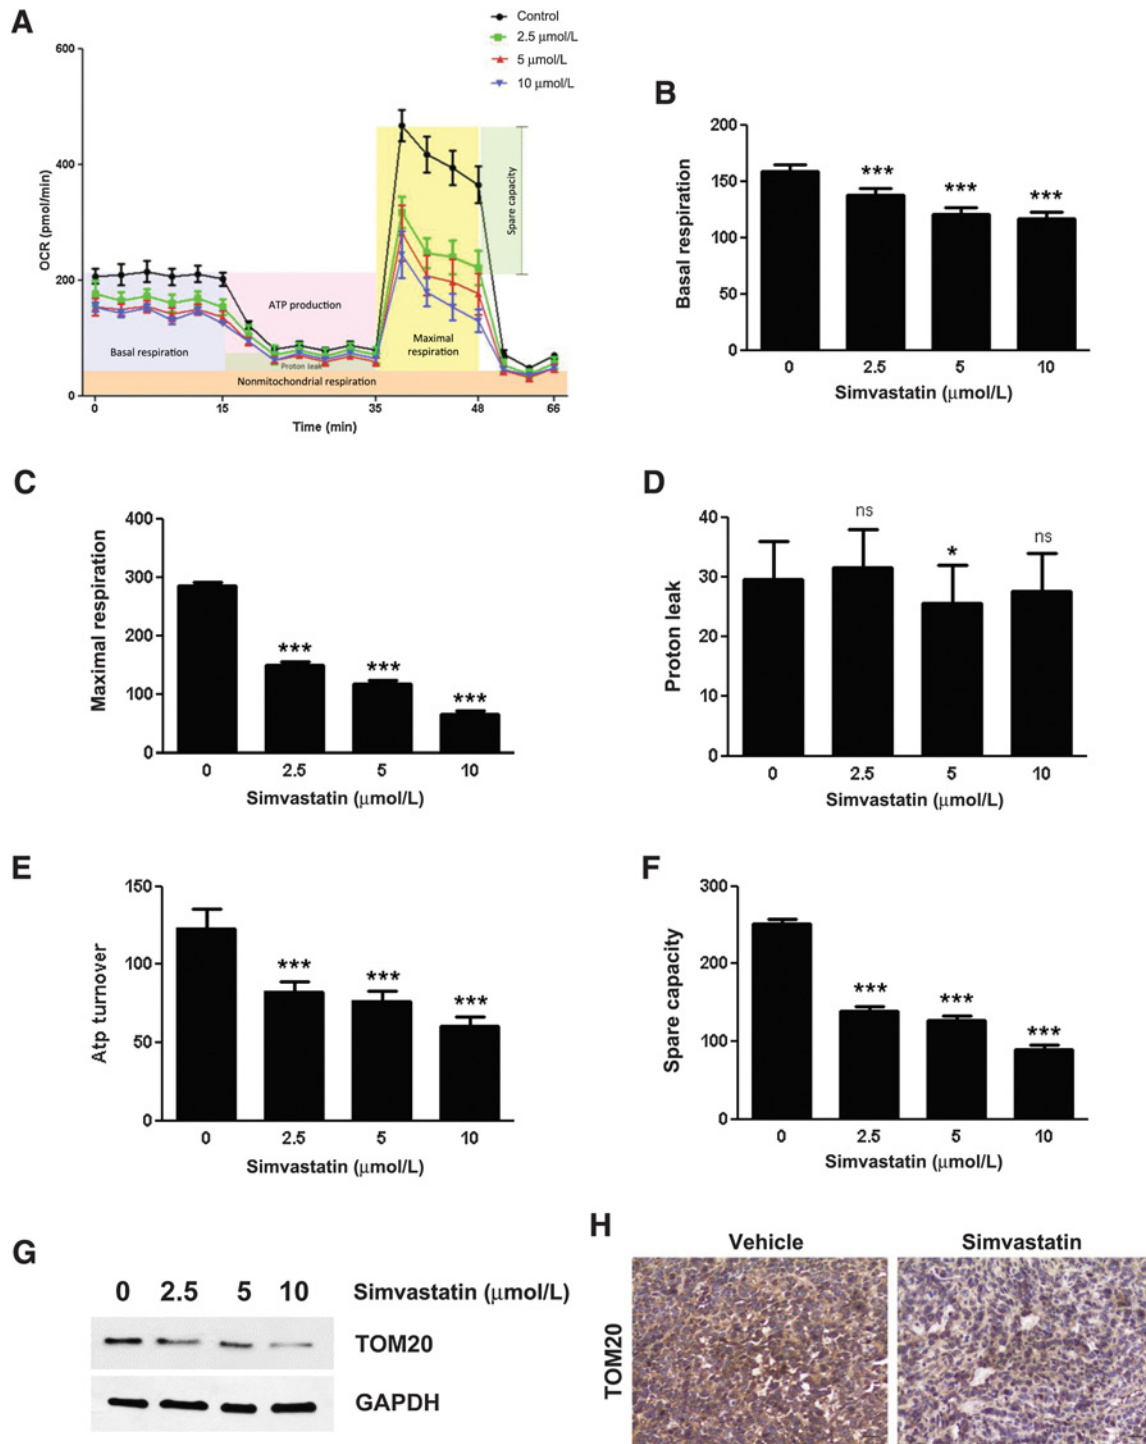 A
Control
2.5 μmol/L
5 μmol/L
10 μmol/L
600
400
200
0
OCR (pmol/min)
Spare capacity
ATP production
Basal respiration
Maximal
respiration
Proton leak
Nonmitochondrial respiration
0 15 35 48 66
Time (min)
B
200
150
100
50
0
Basal respiration
*** *** ***
0 2.5 5 10
Simvastatin (μmol/L)
C
400
300
200
100
0
Maximal respiration
*** *** ***
0 2.5 5 10
Simvastatin (μmol/L)
D
40
30
20
10
0
Proton leak
ns * ns
0 2.5 5 10
Simvastatin (μmol/L)
E
150
100
50
0
Atp turnover
*** *** ***
0 2.5 5 10
Simvastatin (μmol/L)
F
300
200
100
0
Spare capacity
*** *** ***
0 2.5 5 10
Simvastatin (μmol/L)
G
0 2.5 5 10 Simvastatin (μmol/L)
TOM20
GAPDH
H
Vehicle Simvastatin
TOM20